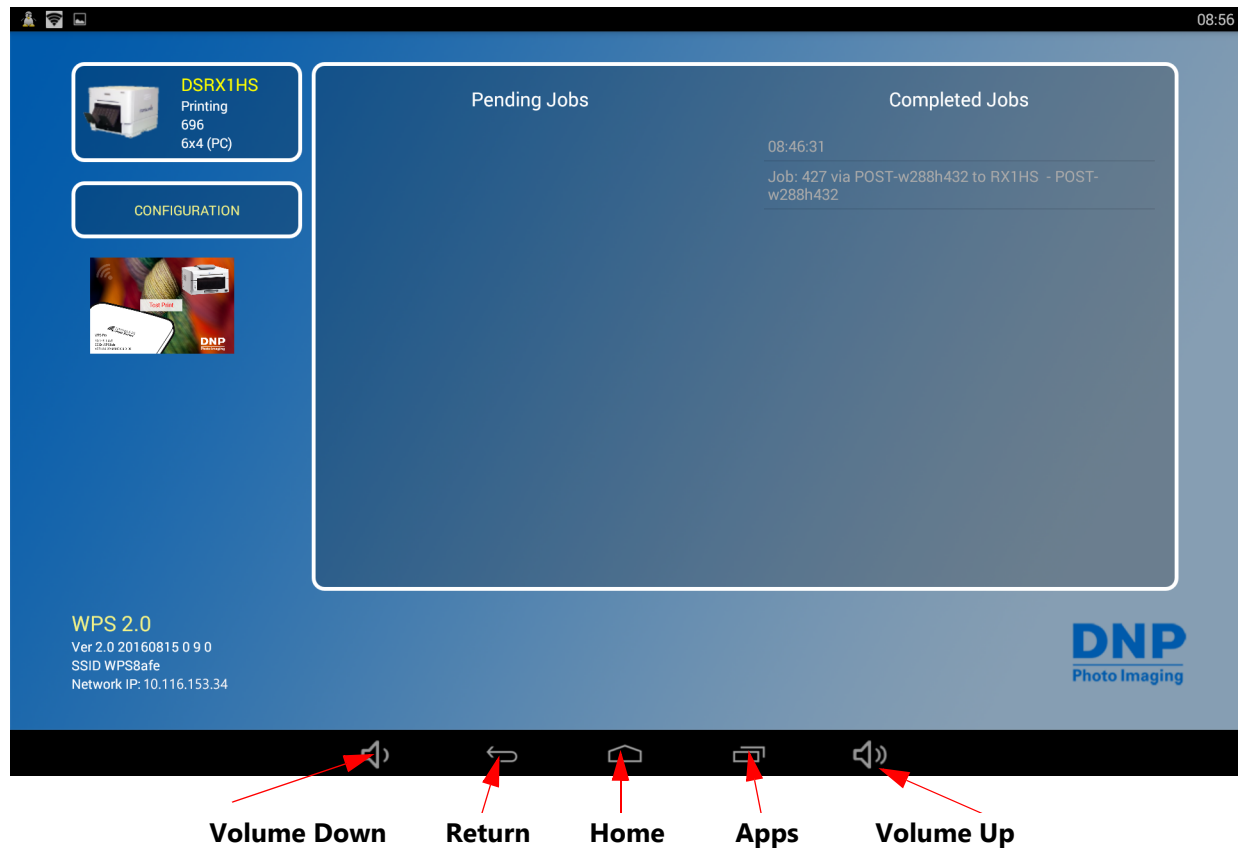 08:56
DSRX1HS
Printing
696
6x4 (PC)
CONFIGURATION
Test Print
DNP
Pending Jobs
Completed Jobs
08:46:31
Job: 427 via POST-w288h432 to RX1HS - POST-
w288h432
WPS 2.0
Ver 2.0 20160815 0 9 0
SSID WPS8afe
Network IP: 10.116.153.34
DNP
Photo Imaging
Volume Down
Return
Home
Apps
Volume Up